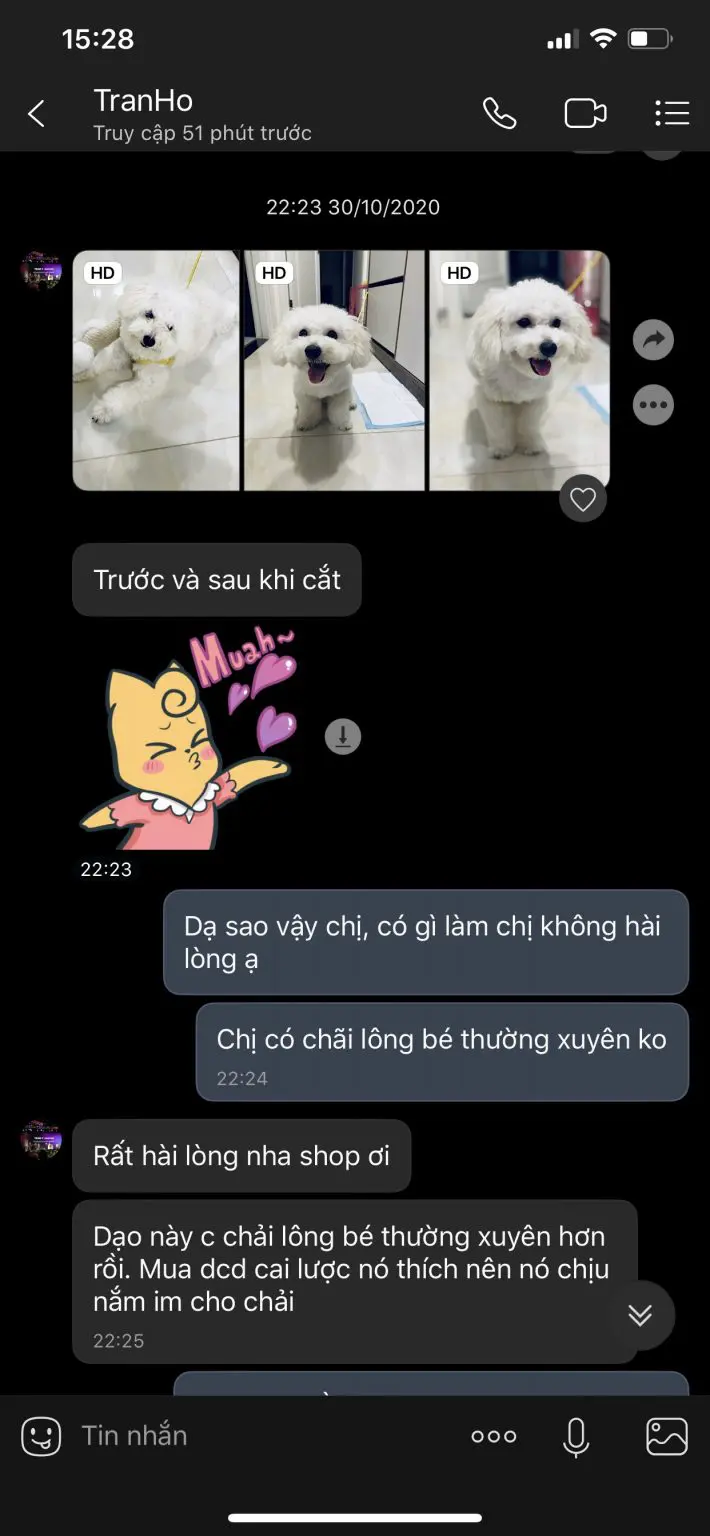 15:28
TranHo
Truy cập 51 phút trước
22:23 30/10/2020
HD
HD
HD
Trước và sau khi cắt
Muah~
22:23
Dạ sao vậy chị, có gì làm chị không hài
lòng ạ
Chị có chãi lông bé thường xuyên ko
22:24
Rất hài lòng nha shop ơi
Dạo này c chải lông bé thường xuyên hơn
rồi. Mua dcd cai lược nó thích nên nó chịu
nắm im cho chải
22:25
Tin nhắn